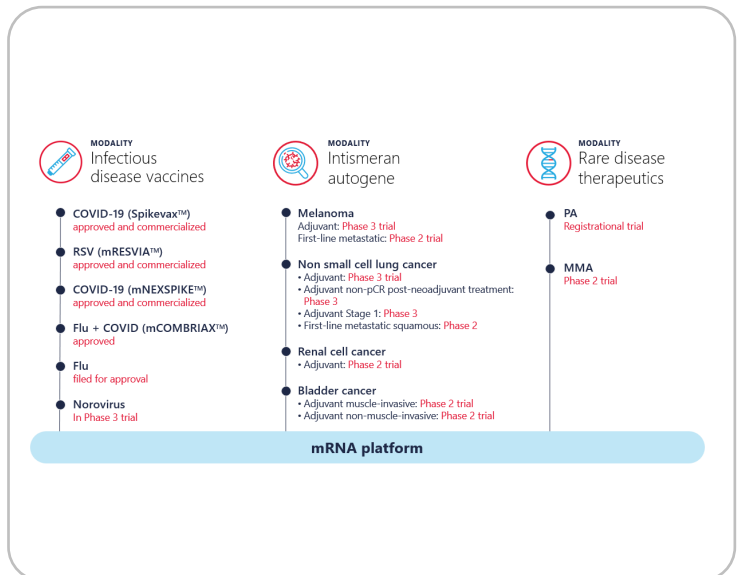 MODALITY
Infectious
disease vaccines
COVID-19 (Spikevax™)
approved and commercialized
RSV (mRESVIA™)
approved and commercialized
COVID-19 (mNEXSPIKE™)
approved and commercialized
Flu + COVID (mCOMBRIAX™)
approved
Flu
filed for approval
Norovirus
In Phase 3 trial
MODALITY
Intismeran
autogene
Melanoma
Adjuvant: Phase 3 trial
First-line metastatic: Phase 2 trial
Non small cell lung cancer
• Adjuvant: Phase 3 trial
• Adjuvant non-pCR post-neoadjuvant treatment:
Phase 3
• Adjuvant Stage 1: Phase 3
• First-line metastatic squamous: Phase 2
Renal cell cancer
• Adjuvant: Phase 2 trial
Bladder cancer
• Adjuvant muscle-invasive: Phase 2 trial
• Adjuvant non-muscle-invasive: Phase 2 trial
MODALITY
Rare disease
therapeutics
PA
Registrational trial
MMA
Phase 2 trial
mRNA platform